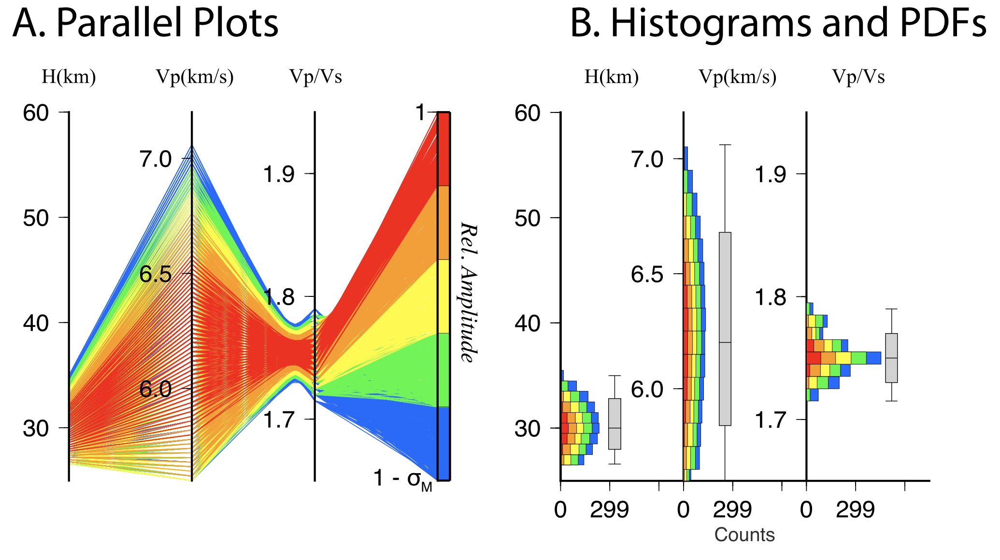 A. Parallel Plots
B. Histograms and PDFs
H(km) Vp(km/s) Vp/Vs
H(km) Vp(km/s) Vp/Vs
60
50
40
30
7.0
6.5
6.0
1.9
1.8
1.7
1
1 - σM
Rel. Amplitude
60
50
40
30
7.0
6.5
6.0
1.9
1.8
1.7
0 299 0 299 0 299
Counts